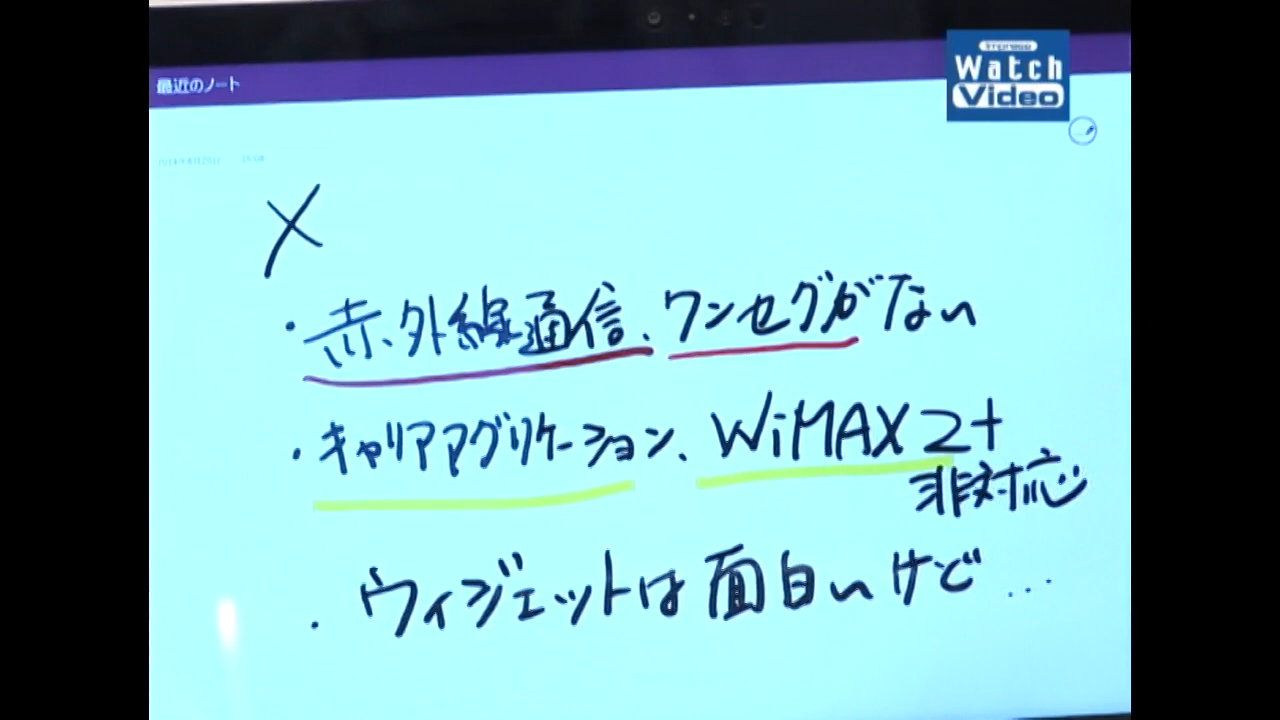 Impress
Watch
Video
最近のノート
×
・赤外線通信、ワンセグがない
・キャリアアグリケーション、WiMAX2+
非対応
・ウィジェットは面白いけど…